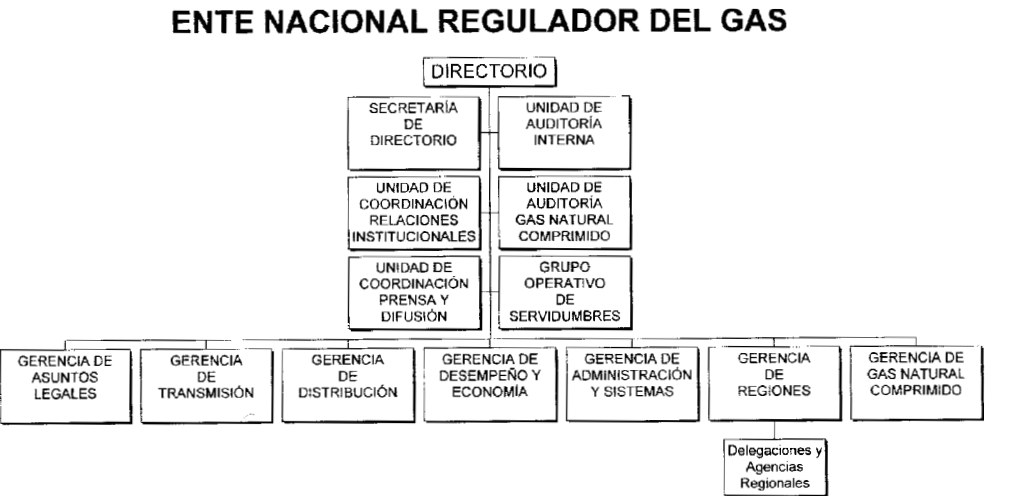 ENTE NACIONAL REGULADOR DEL GAS
DIRECTORIO
SECRETARÍA
DE
DIRECTORIO
UNIDAD DE
AUDITORÍA
INTERNA
UNIDAD DE
COORDINACIÓN
RELACIONES
INSTITUCIONALES
UNIDAD DE
AUDITORÍA
GAS NATURAL
COMPRIMIDO
UNIDAD DE
COORDINACIÓN
PRENSA Y
DIFUSIÓN
GRUPO
OPERATIVO
DE
SERVIDUMBRES
GERENCIA DE
ASUNTOS
LEGALES
GERENCIA
DE
TRANSMISIÓN
GERENCIA
DE
DISTRIBUCIÓN
GERENCIA DE
DESEMPEÑO Y
ECONOMÍA
GERENCIA DE
ADMINISTRACIÓN
Y SISTEMAS
GERENCIA
DE
REGIONES
GERENCIA DE
GAS NATURAL
COMPRIMIDO
Delegaciones y
Agencias
Regionales